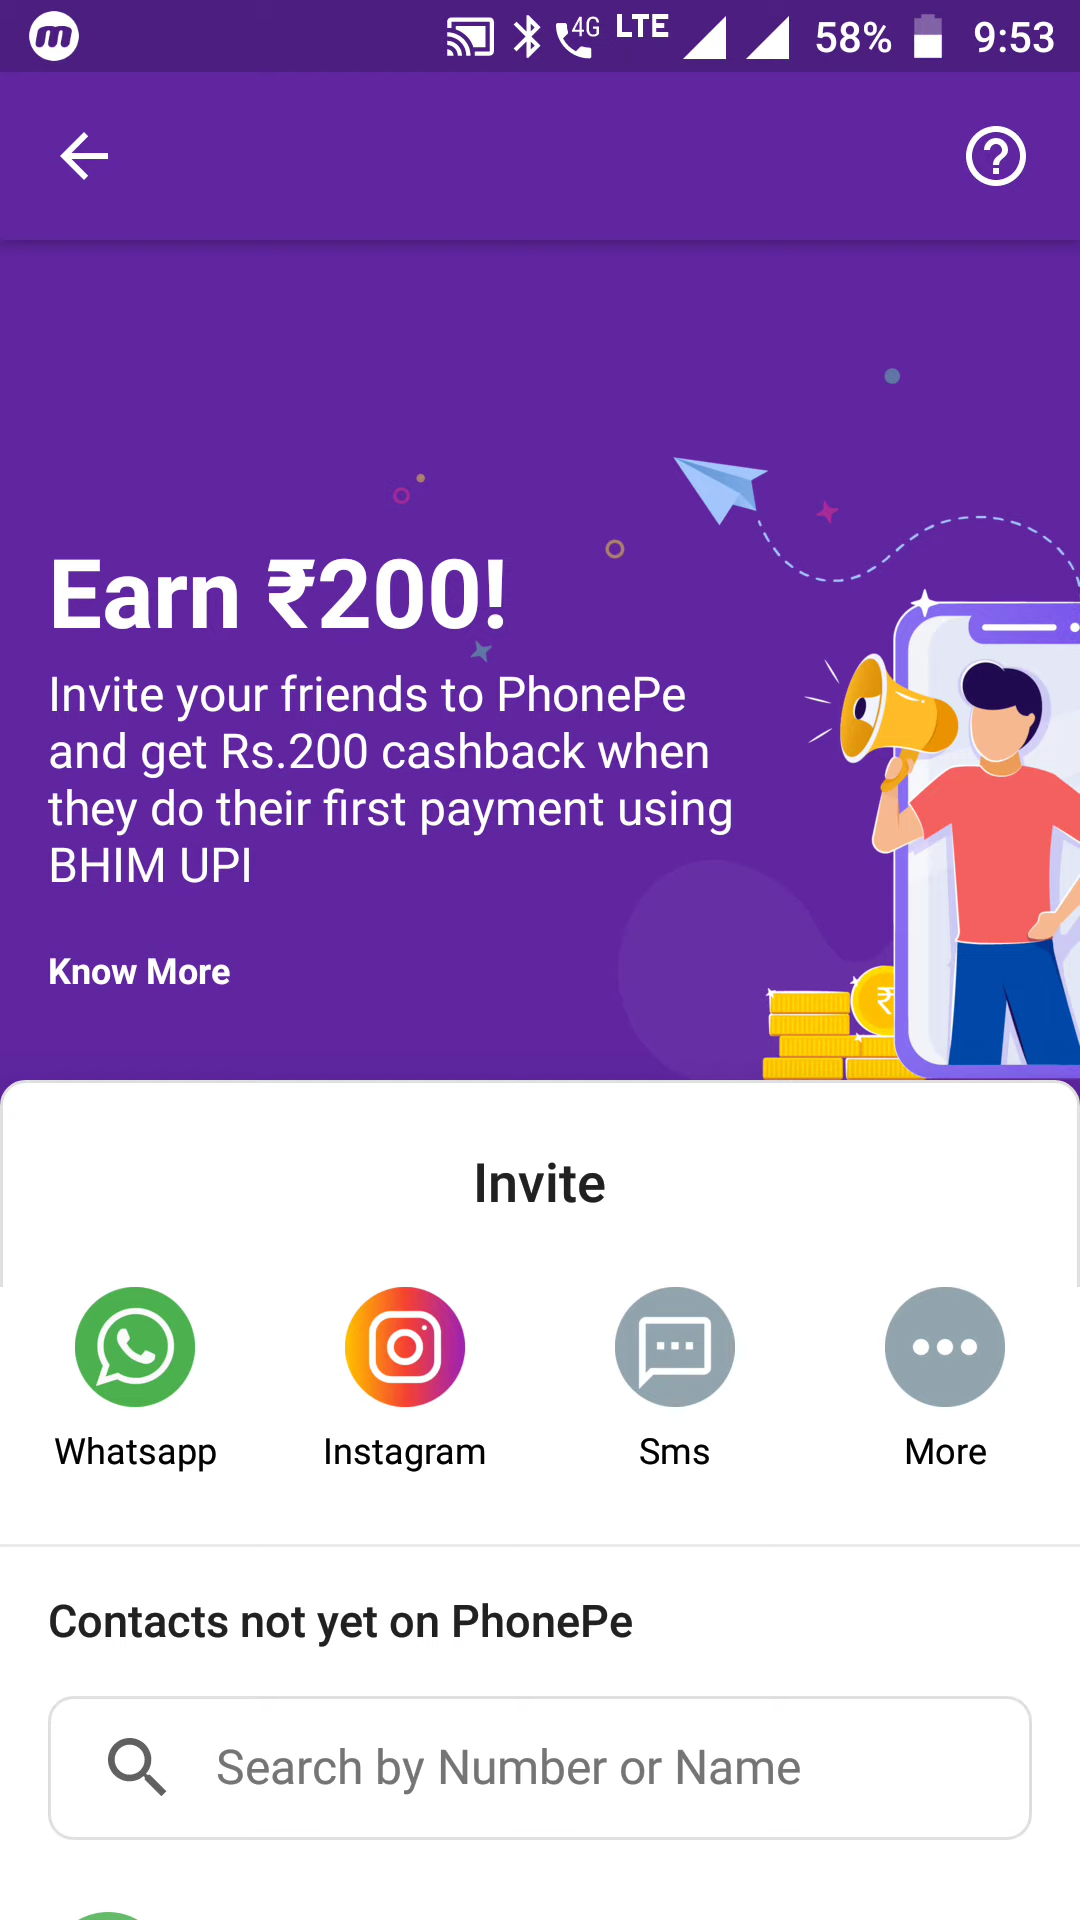 4G LTE 58% 9:53
Earn ₹200!
Invite your friends to PhonePe
and get Rs.200 cashback when
they do their first payment using
BHIM UPI
Know More
₹
Invite
Whatsapp Instagram Sms More
Contacts not yet on PhonePe
Search by Number or Name